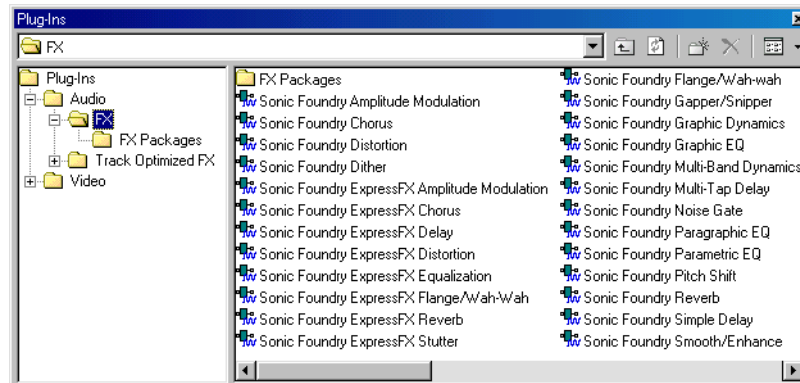 Plug-Ins
FX
Plug-Ins
Audio
FX
FX Packages
Track Optimized FX
Video
FX Packages
Sonic Foundry Amplitude Modulation
Sonic Foundry Chorus
Sonic Foundry Distortion
Sonic Foundry Dither
Sonic Foundry ExpressFX Amplitude Modulation
Sonic Foundry ExpressFX Chorus
Sonic Foundry ExpressFX Delay
Sonic Foundry ExpressFX Distortion
Sonic Foundry ExpressFX Equalization
Sonic Foundry ExpressFX Flange/Wah-Wah
Sonic Foundry ExpressFX Reverb
Sonic Foundry ExpressFX Stutter
Sonic Foundry Flange/Wah-wah
Sonic Foundry Gapper/Snipper
Sonic Foundry Graphic Dynamics
Sonic Foundry Graphic EQ
Sonic Foundry Multi-Band Dynamics
Sonic Foundry Multi-Tap Delay
Sonic Foundry Noise Gate
Sonic Foundry Paragraphic EQ
Sonic Foundry Parametric EQ
Sonic Foundry Pitch Shift
Sonic Foundry Reverb
Sonic Foundry Simple Delay
Sonic Foundry Smooth/Enhance